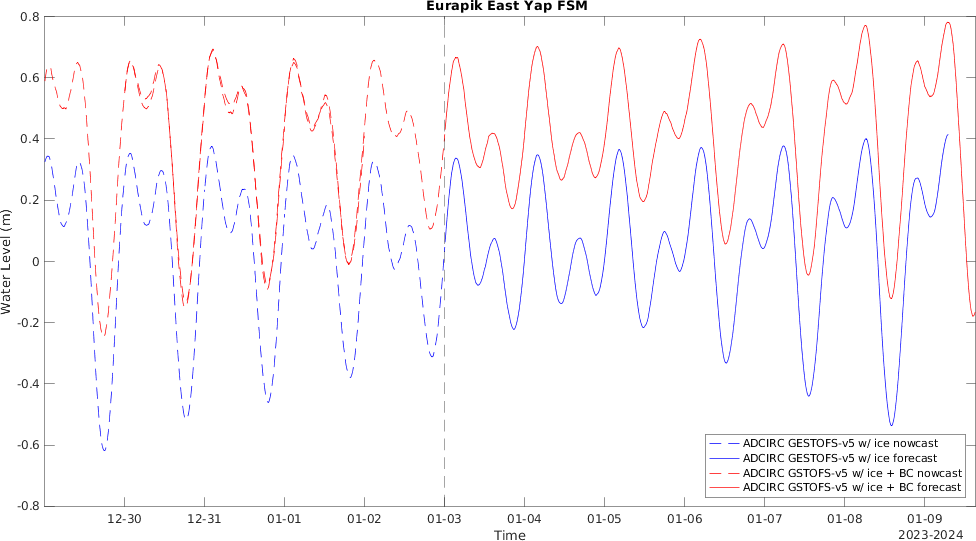 Eurapik East Yap FSM
0.8
0.6
0.4
0.2
0
-0.2
-0.4
-0.6
-0.8
Water Level (m)
ADCIRC GESTOFS-v5 w/ ice nowcast
ADCIRC GESTOFS-v5 w/ ice forecast
ADCIRC GSTOFS-v5 w/ ice + BC nowcast
ADCIRC GSTOFS-v5 w/ ice + BC forecast
12-30 12-31 01-01 01-02 01-03 01-04 01-05 01-06 01-07 01-08 01-09
Time
2023-2024